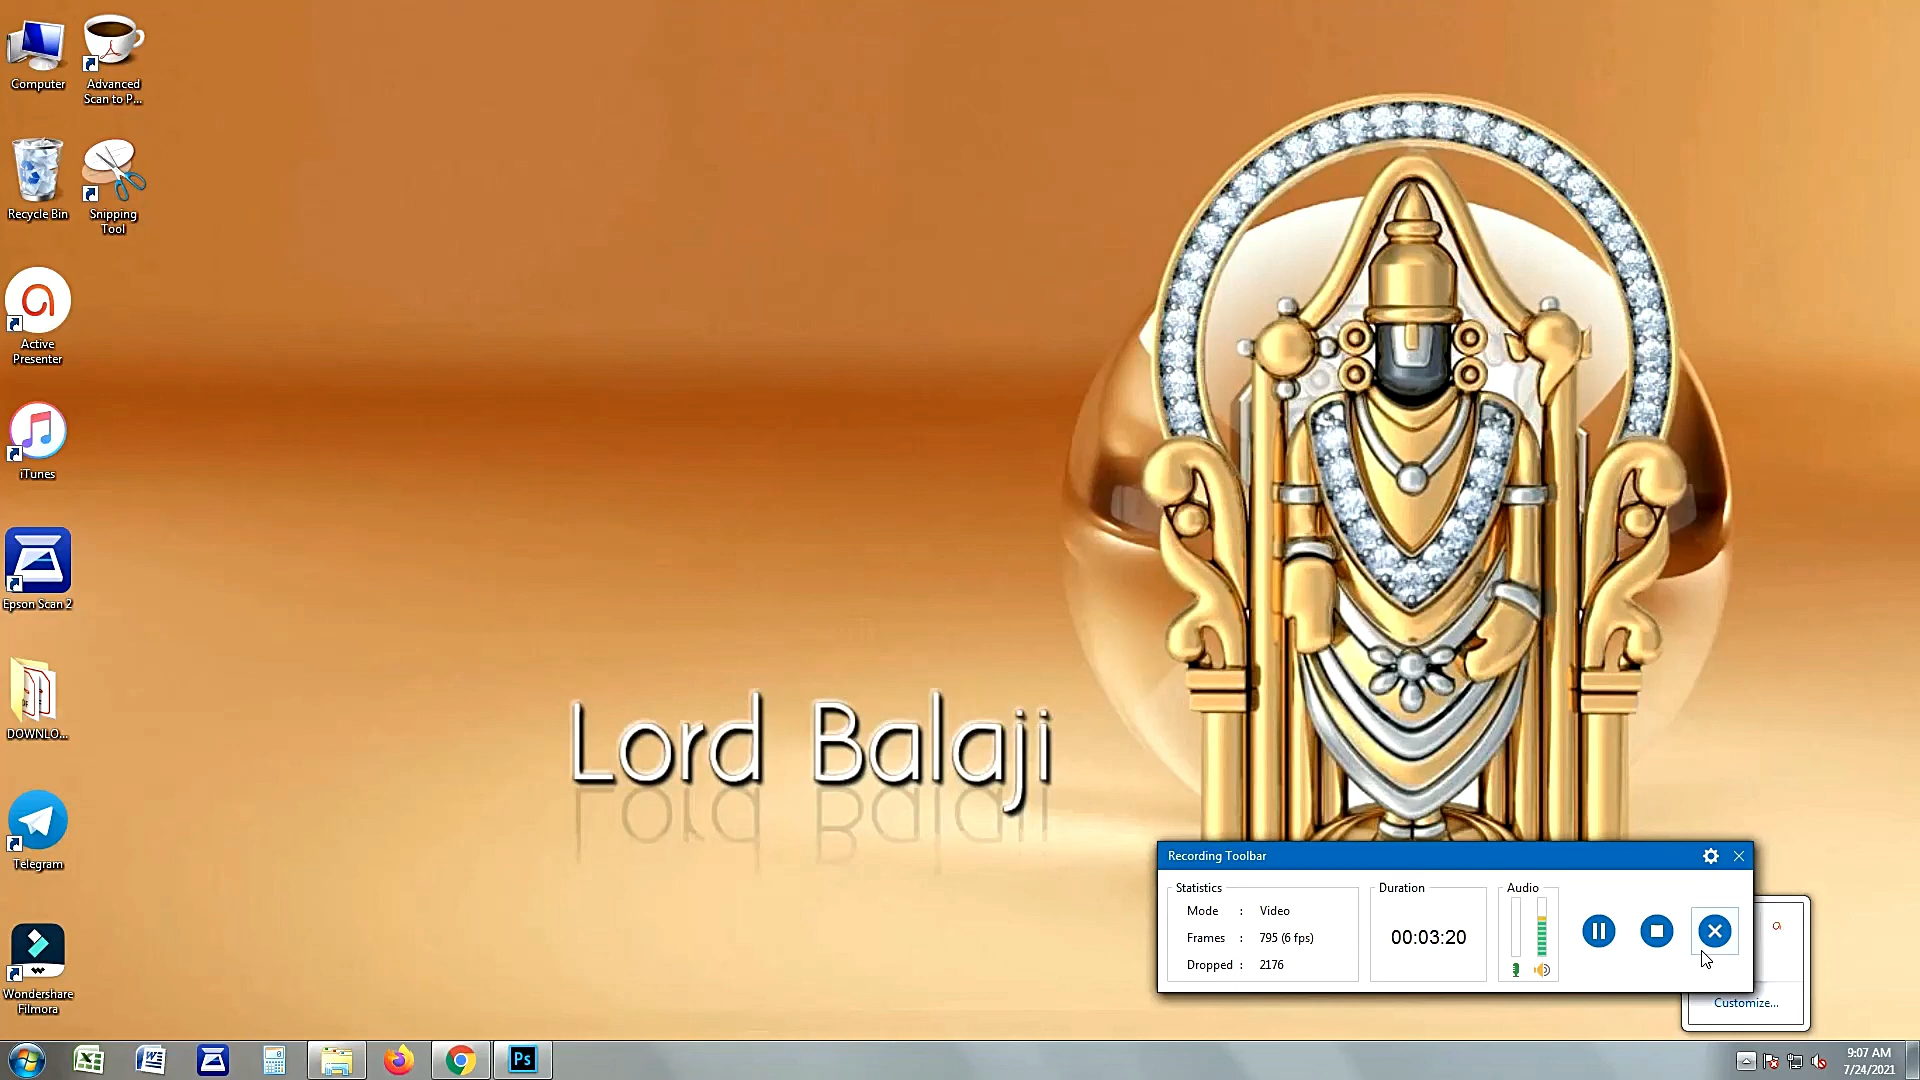 Computer
Advanced
Scan to P...
Recycle Bin
Snipping
Tool
Active
Presenter
iTunes
Epson Scan 2
DOWNLO...
Telegram
Wondershare
Filmora
Lord Balaji
Recording Toolbar
Statistics
Mode : Video
Frames : 795 (6 fps)
Dropped : 2176
Duration
00:03:20
Audio
Customize...
Ps
9:07 AM
7/24/2021